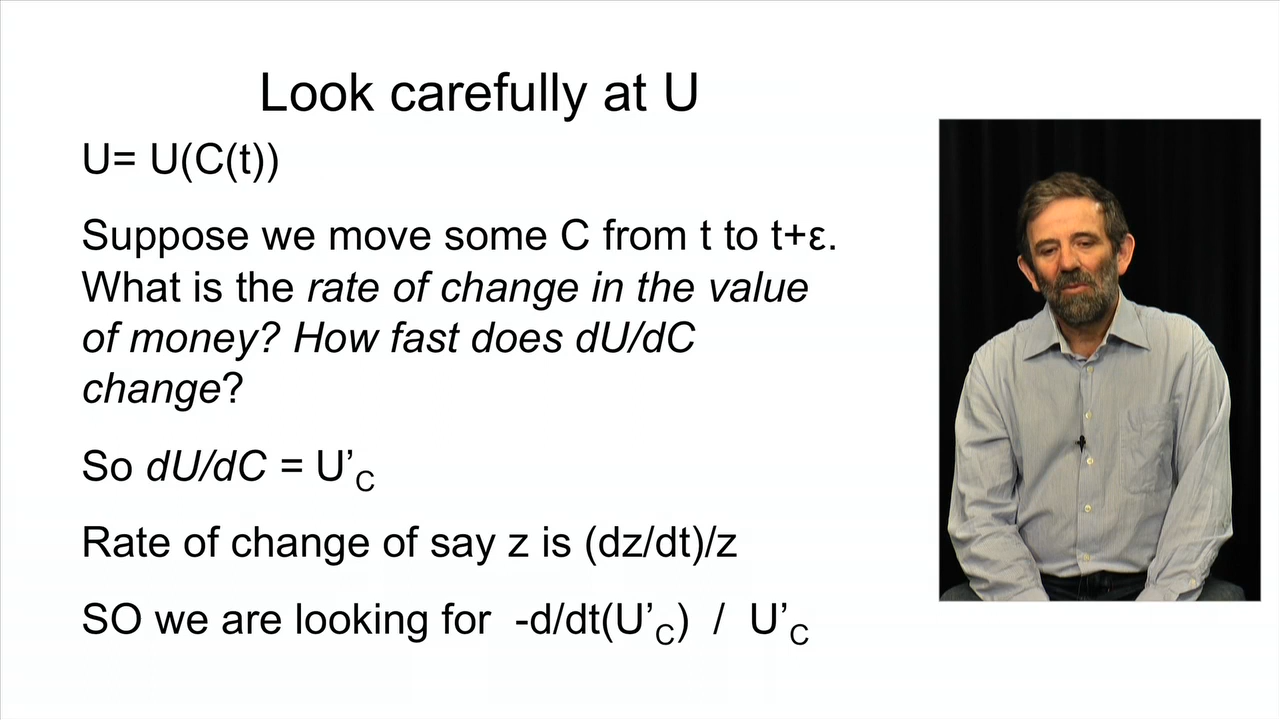 Look carefully at U
U= U(C(t))
Suppose we move some C from t to t+ε.
What is the rate of change in the value
of money? How fast does dU/dC
change?
So dU/dC = U’C
Rate of change of say z is (dz/dt)/z
SO we are looking for -d/dt(U’C) / U’C